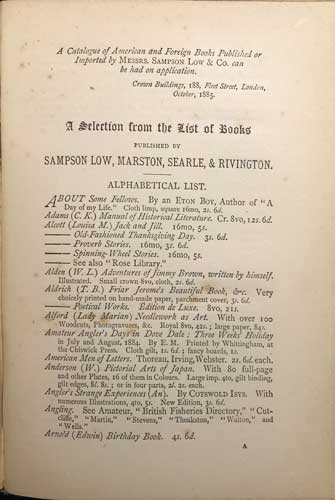 A Catalogue of American and Foreign Books Published or
Imported by MESSRS. SAMPSON LOW & CO. can
be had on application.
Crown Buildings, 188, Fleet Street, London,
October, 1885.
A Selection from the List of Books
PUBLISHED BY
SAMPSON LOW, MARSTON, SEARLE, & RIVINGTON.
ALPHABETICAL LIST.
ABOUT Some Fellows. By an ETON BOY, Author of "A
Day of my Life." Cloth limp, square 16mo, 2s. 6d.
Adams (C. K.) Manual of Historical Literature. Cr. 8vo, 12s. 6d.
Alcott (Louisa M.) Jack and Jill. 16mo, 5s.
—— Old-Fashioned Thanksgiving Day. 3s. 6d.
—— Proverb Stories. 16mo, 3s. 6d.
—— Spinning-Wheel Stories. 16mo, 5s.
—— See also "Rose Library."
Alden (W. L.) Adventures of Jimmy Brown, written by himself.
Illustrated. Small crown 8vo, cloth, 2s. 6d.
Aldrich (T. B.) Friar Jerome's Beautiful Book, &c. Very
choicely printed on hand-made paper, parchment cover, 3s. 6d.
—— Poetical Works. Edition de Luxe. 8vo, 21s.
Alford (Lady Marian) Needlework as Art. With over 100
Woodcuts, Photogravures, &c. Royal 8vo, 42s.; large paper, 84s.
Amateur Angler's Days in Dove Dale: Three Weeks' Holiday
in July and August, 1884. By E. M. Printed by Whittingham, at
the Chiswick Press. Cloth gilt, 1s. 6d.; fancy boards, 1s.
American Men of Letters. Thoreau, Irving, Webster. 2s. 6d. each.
Anderson (W.) Pictorial Arts of Japan. With 80 full-page
and other Plates, 16 of them in Colours. Large imp. 4to, gilt binding,
gilt edges, 8l. 8s.; or in four parts, 2l. 2s. each.
Angler's Strange Experiences (An). By COTSWOLD ISYS. With
numerous Illustrations, 4to, 5s. New Edition, 3s. 6d.
Angling. See Amateur, "British Fisheries Directory," "Cut-
cliffe," "Martin," "Stevens," "Theakston," "Walton," and
"Wells."
Arnold (Edwin) Birthday Book. 4s. 6d.
A